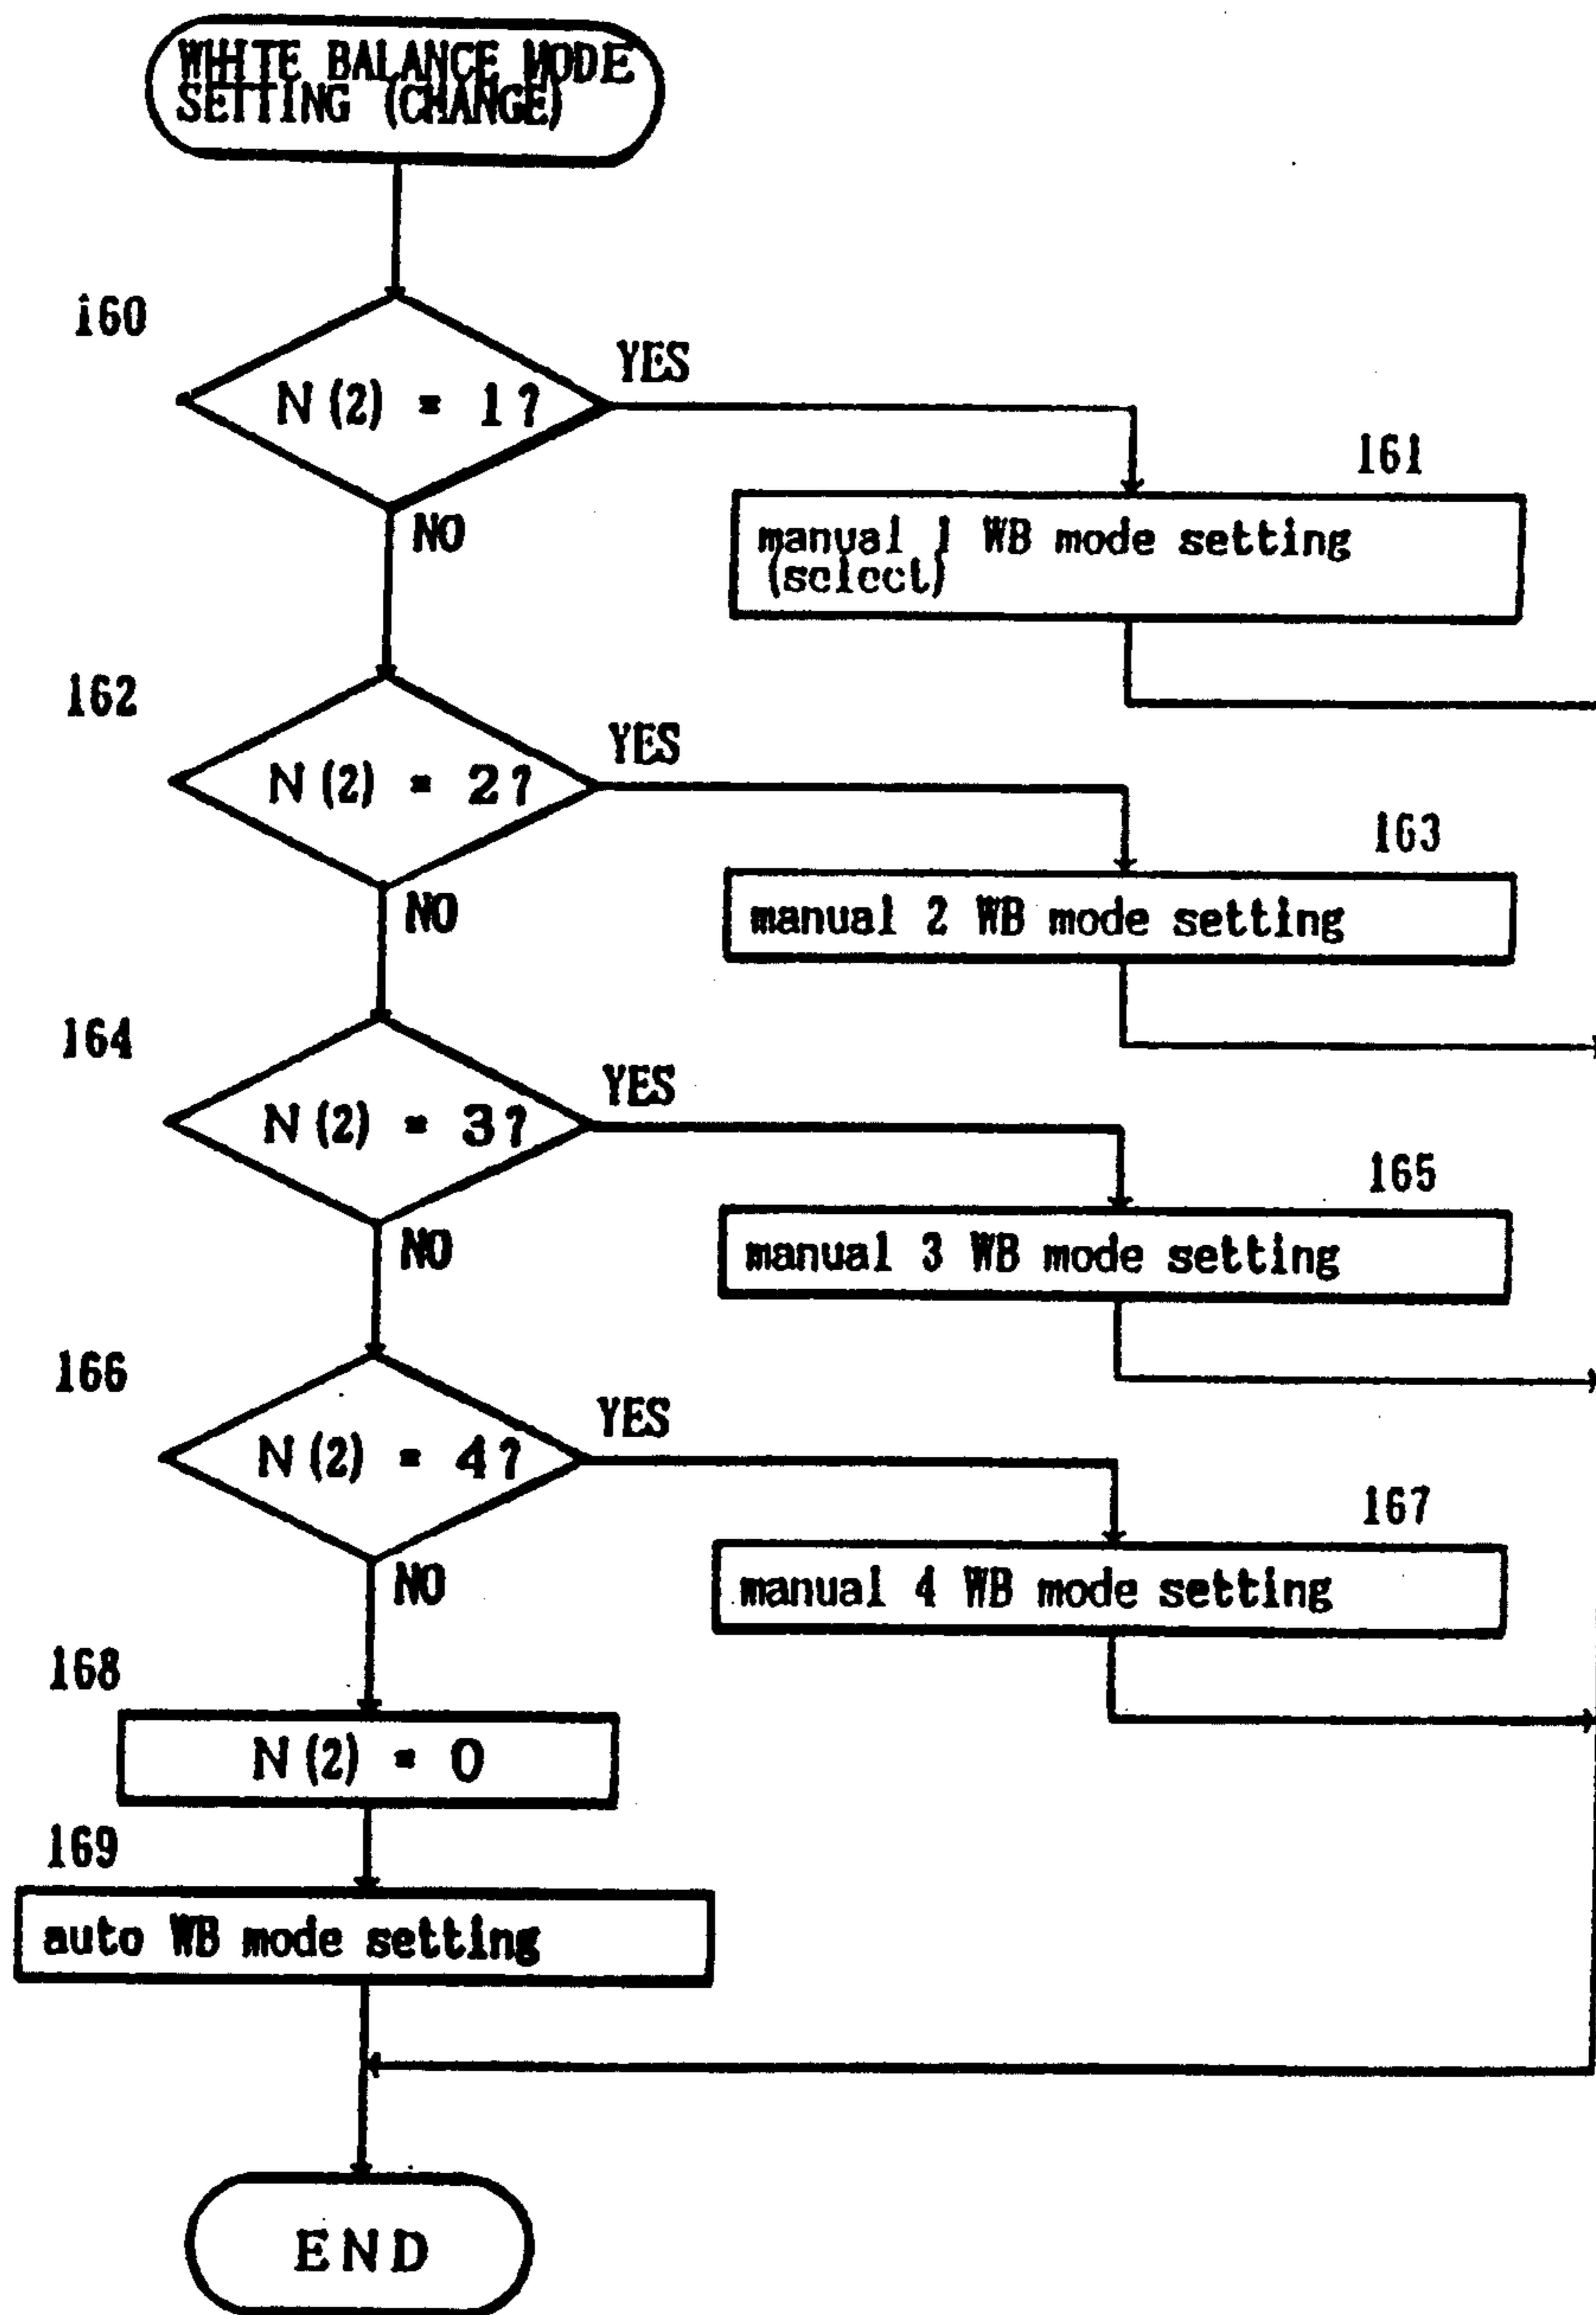 WHITE BALANCE MODE
SETTING (CHANGE)
160
N(2) = 1?
YES
NO
161
manual 1 WB mode setting
(select)
162
N(2) = 2?
YES
NO
163
manual 2 WB mode setting
164
N(2) = 3?
YES
NO
165
manual 3 WB mode setting
166
N(2) = 4?
YES
NO
167
manual 4 WB mode setting
168
N(2) = 0
169
auto WB mode setting
END